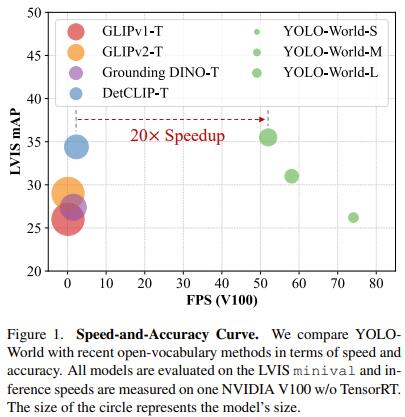 50
45
40
35
30
25
20
LVIS mAP
GLIPv1-T
GLIPv2-T
Grounding DINO-T
DetCLIP-T
YOLO-World-S
YOLO-World-M
YOLO-World-L
20× Speedup
0 10 20 30 40 50 60 70 80
FPS (V100)
Figure 1. Speed-and-Accuracy Curve. We compare YOLO-
World with recent open-vocabulary methods in terms of speed and
accuracy. All models are evaluated on the LVIS minival and in-
ference speeds are measured on one NVIDIA V100 w/o TensorRT.
The size of the circle represents the model's size.